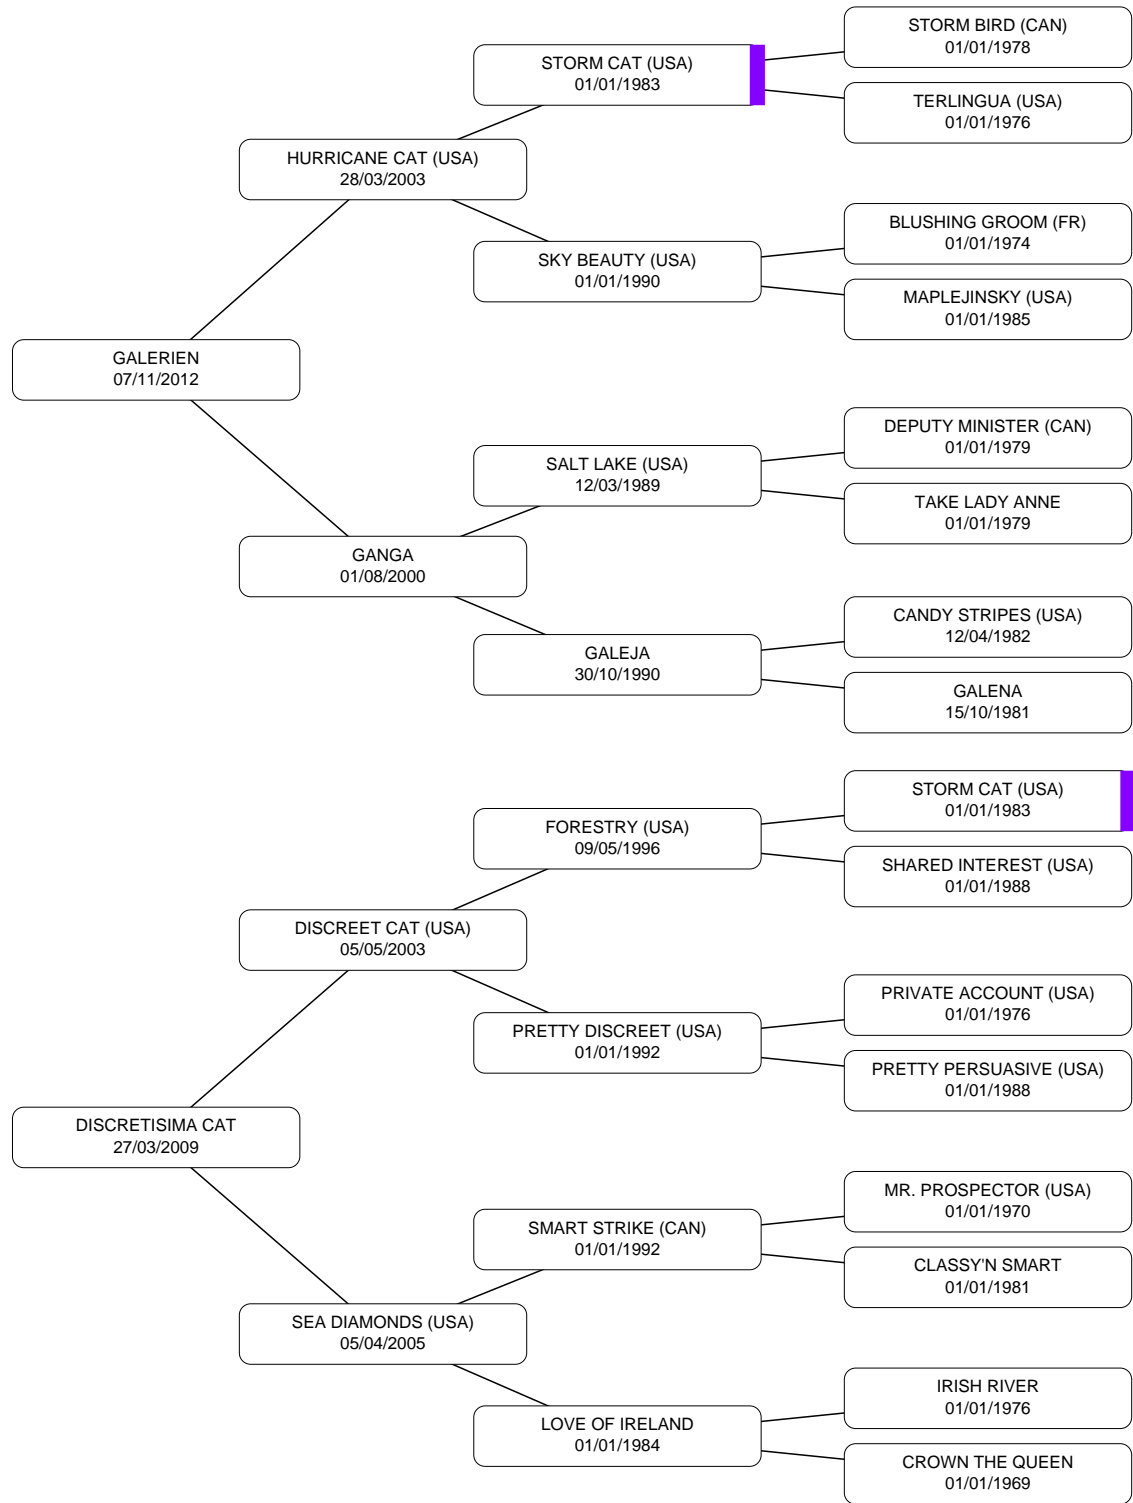 STORM BIRD (CAN)
01/01/1978
STORM CAT (USA)
01/01/1983
TERLINGUA (USA)
01/01/1976
HURRICANE CAT (USA)
28/03/2003
BLUSHING GROOM (FR)
01/01/1974
SKY BEAUTY (USA)
01/01/1990
MAPLEJINSKY (USA)
01/01/1985
GALERIEN
07/11/2012
DEPUTY MINISTER (CAN)
01/01/1979
SALT LAKE (USA)
12/03/1989
TAKE LADY ANNE
01/01/1979
GANGA
01/08/2000
CANDY STRIPES (USA)
12/04/1982
GALEJA
30/10/1990
GALENA
15/10/1981
STORM CAT (USA)
01/01/1983
FORESTRY (USA)
09/05/1996
SHARED INTEREST (USA)
01/01/1988
DISCREET CAT (USA)
05/05/2003
PRIVATE ACCOUNT (USA)
01/01/1976
PRETTY DISCREET (USA)
01/01/1992
PRETTY PERSUASIVE (USA)
01/01/1988
DISCRETISIMA CAT
27/03/2009
MR. PROSPECTOR (USA)
01/01/1970
SMART STRIKE (CAN)
01/01/1992
CLASSY'N SMART
01/01/1981
SEA DIAMONDS (USA)
05/04/2005
IRISH RIVER
01/01/1976
LOVE OF IRELAND
01/01/1984
CROWN THE QUEEN
01/01/1969